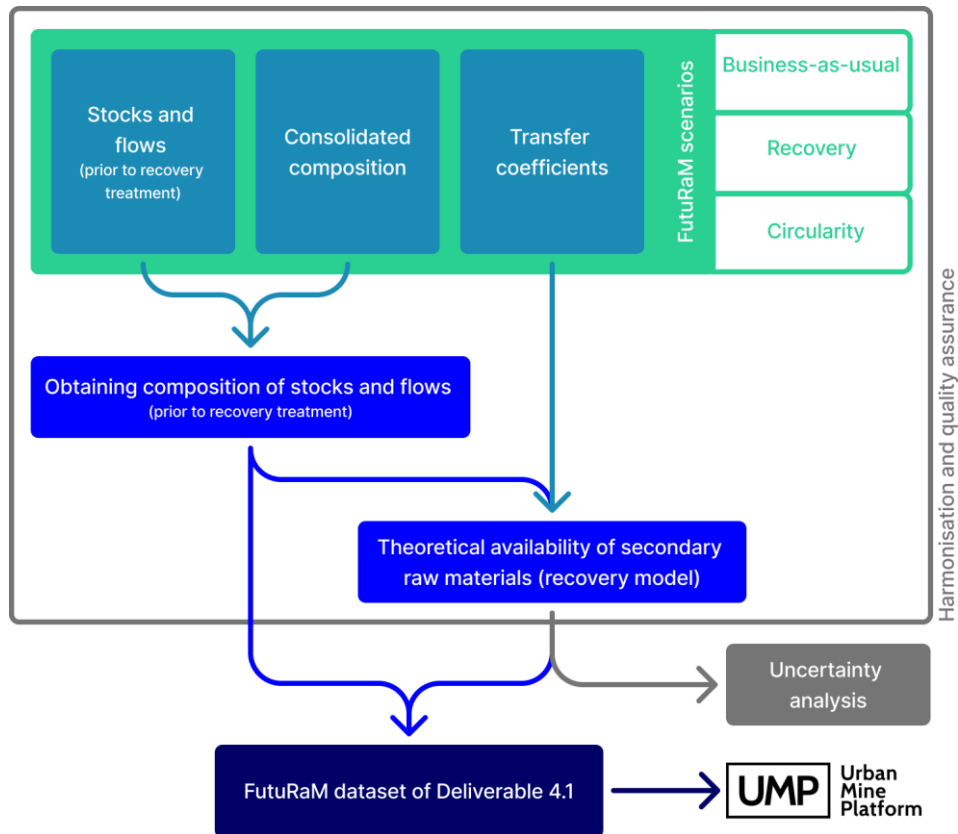 Stocks and
flows
(prior to recovery
treatment)
Consolidated
composition
Transfer
coefficients
FutuRaM scenarios
Business-as-usual
Recovery
Circularity
Harmonisation and quality assurance
Obtaining composition of stocks and flows
(prior to recovery treatment)
Theoretical availability of secondary
raw materials (recovery model)
Uncertainty
analysis
FutuRaM dataset of Deliverable 4.1
UMP
Urban
Mine
Platform